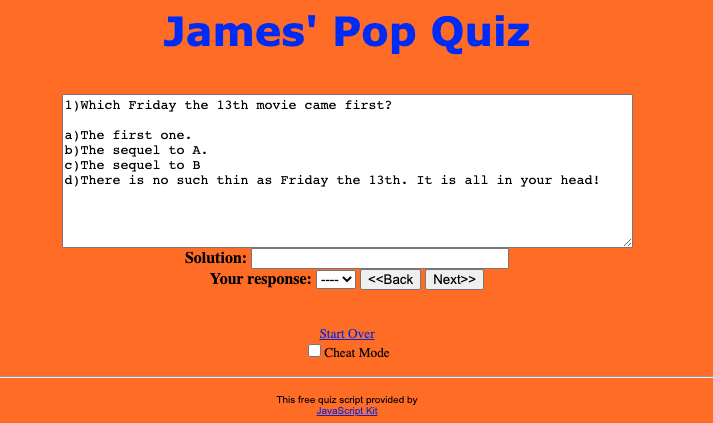 James' Pop Quiz
1)Which Friday the 13th movie came first?
a)The first one.
b)The sequel to A.
c)The sequel to B
d)There is no such thin as Friday the 13th. It is all in your head!
Solution:
Your response: ---- <<Back Next>>
Start Over
Cheat Mode
This free quiz script provided by
JavaScript Kit